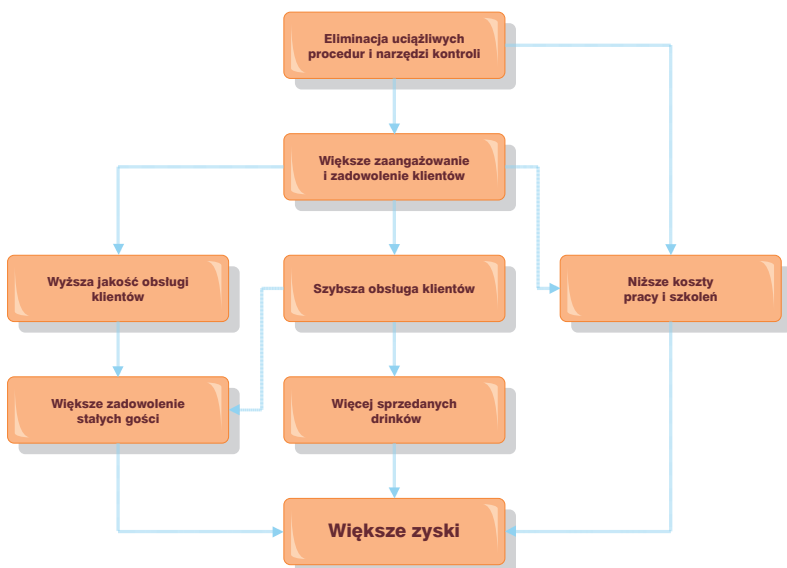 Eliminacja uciążliwych
procedur i narzędzi kontroli
Większe zaangażowanie
i zadowolenie klientów
Wyższa jakość obsługi
klientów
Szybsza obsługa klientów
Niższe koszty
pracy i szkoleń
Większe zadowolenie
stałych gości
Więcej sprzedanych
drinków
Większe zyski